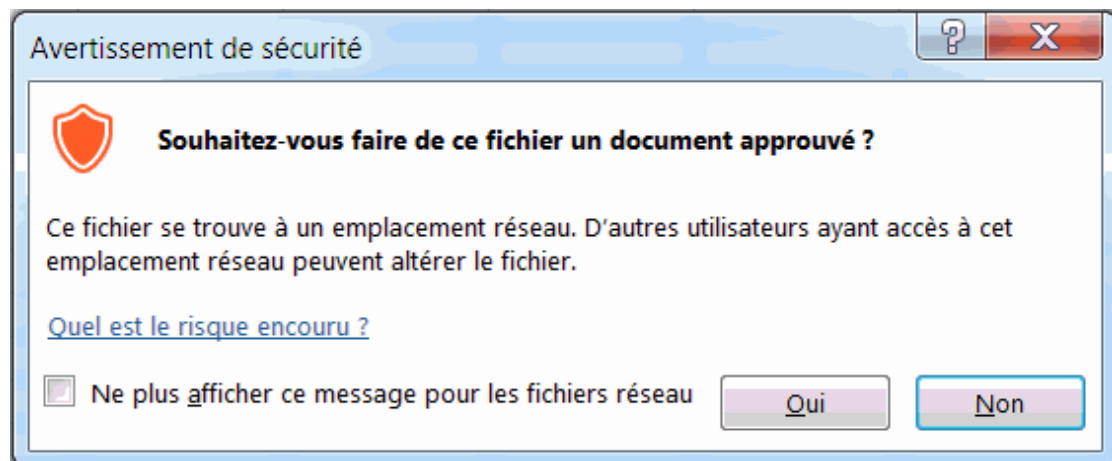 Avertissement de sécurité
Souhaitez-vous faire de ce fichier un document approuvé ?
Ce fichier se trouve à un emplacement réseau. D'autres utilisateurs ayant accès à cet
emplacement réseau peuvent altérer le fichier.
Quel est le risque encouru ?
Ne plus afficher ce message pour les fichiers réseau
Oui
Non